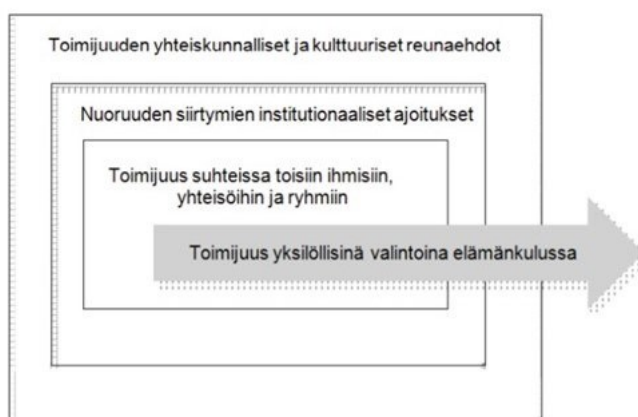 Toimijuuden yhteiskunnalliset ja kulttuuriset reunaehdot
Nuoruuden siirtymien institutionaaliset ajoitukset
Toimijuus suhteissa toisiin ihmisiin,
yhteisöihin ja ryhmiin
Toimijuus yksilöllisinä valintoina elämänkulussa